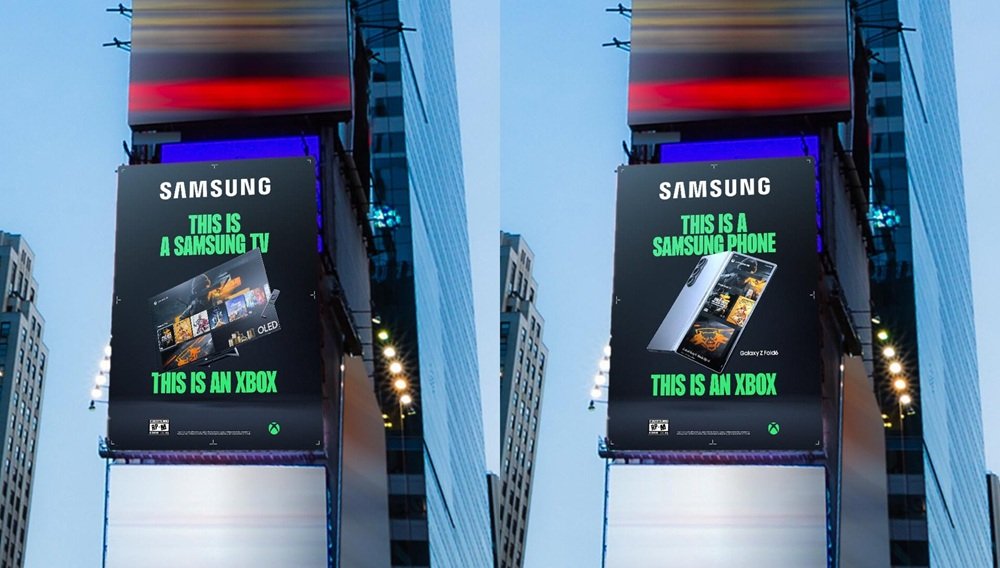 SAMSUNG
THIS IS
A SAMSUNG TV
OLED
THIS IS AN XBOX
SAMSUNG
THIS IS A
SAMSUNG PHONE
Galaxy Z Fold6
THIS IS AN XBOX